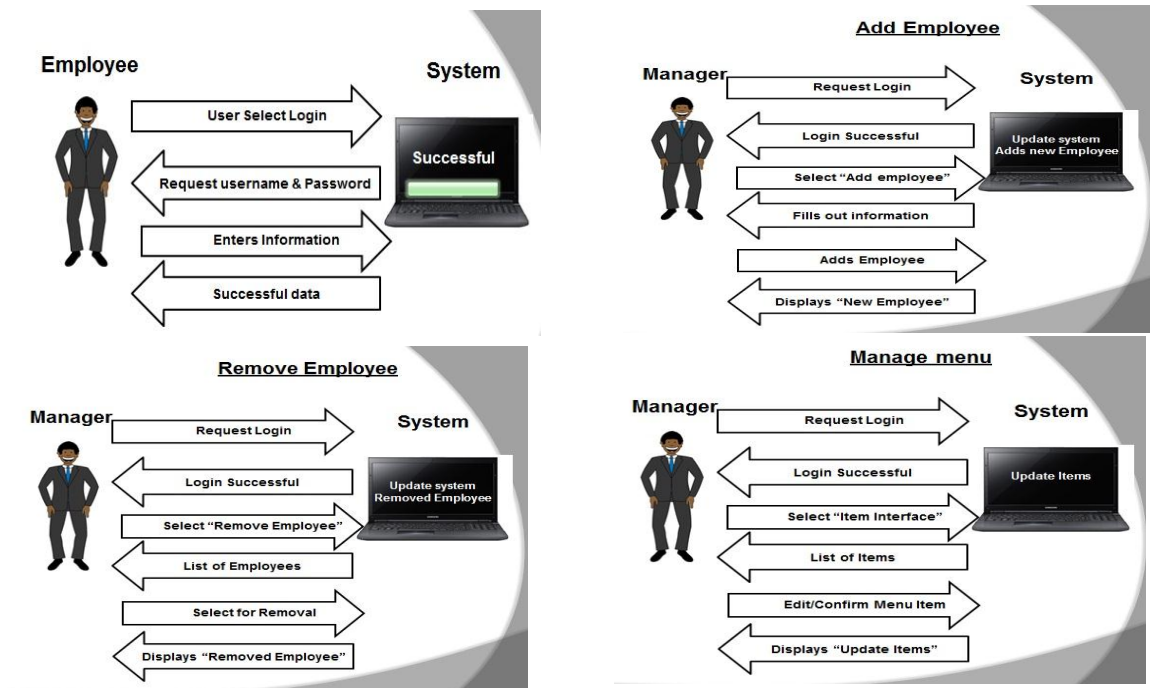 Employee
System
User Select Login
Successful
Request username & Password
Enters Information
Successful data
Add Employee
Manager
System
Request Login
Login Successful
Update system
Adds new Employee
Select “Add employee”
Fills out information
Adds Employee
Displays “New Employee”
Remove Employee
Manager
System
Request Login
Login Successful
Update system
Removed Employee
Select “Remove Employee”
List of Employees
Select for Removal
Displays “Removed Employee”
Manage menu
Manager
System
Request Login
Login Successful
Update Items
Select “Item Interface”
List of Items
Edit/Confirm Menu Item
Displays “Update Items”